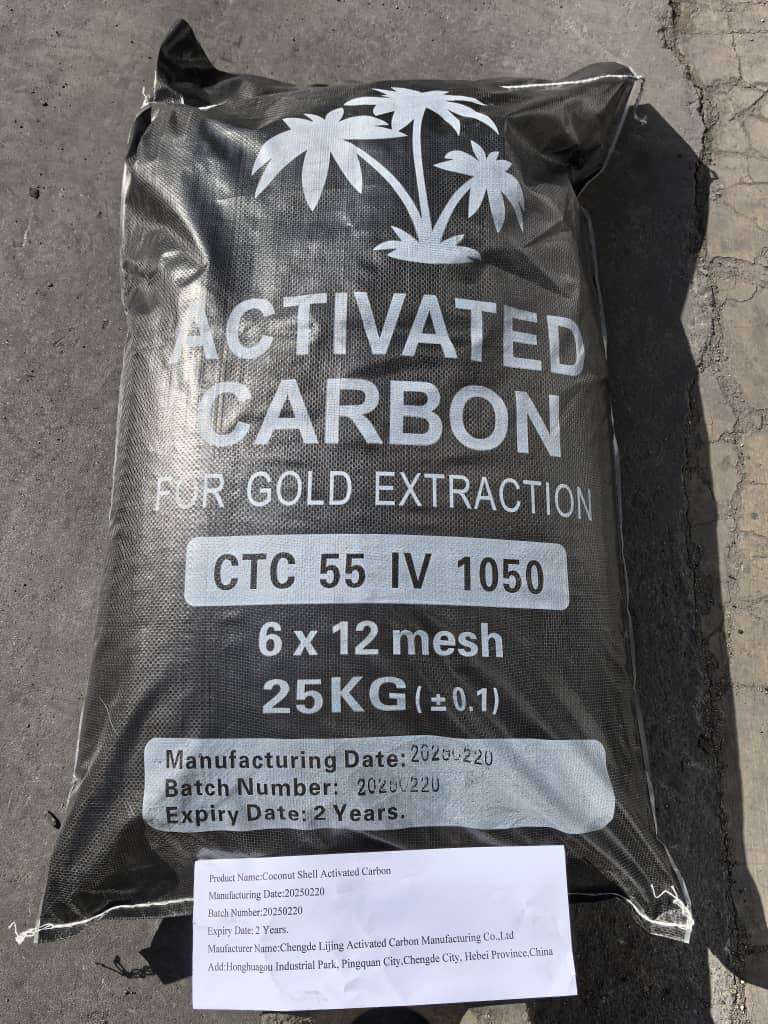 ACTIVATED
CARBON
FOR GOLD EXTRACTION
CTC 55 IV 1050
6 x 12 mesh
25KG (±0.1)
Manufacturing Date: 20250220
Batch Number: 20250220
Expiry Date: 2 Years.
Product Name:Coconut Shell Activated Carbon
Manufacturing Date:20250220
Batch Number:20250220
Expiry Date: 2 Years.
Maufacturer Name:Chengde Lijing Activated Carbon Manufacturing Co.,Ltd
Add:Honghuagou Industrial Park, Pingquan City,Chengde City, Hebei Province,China